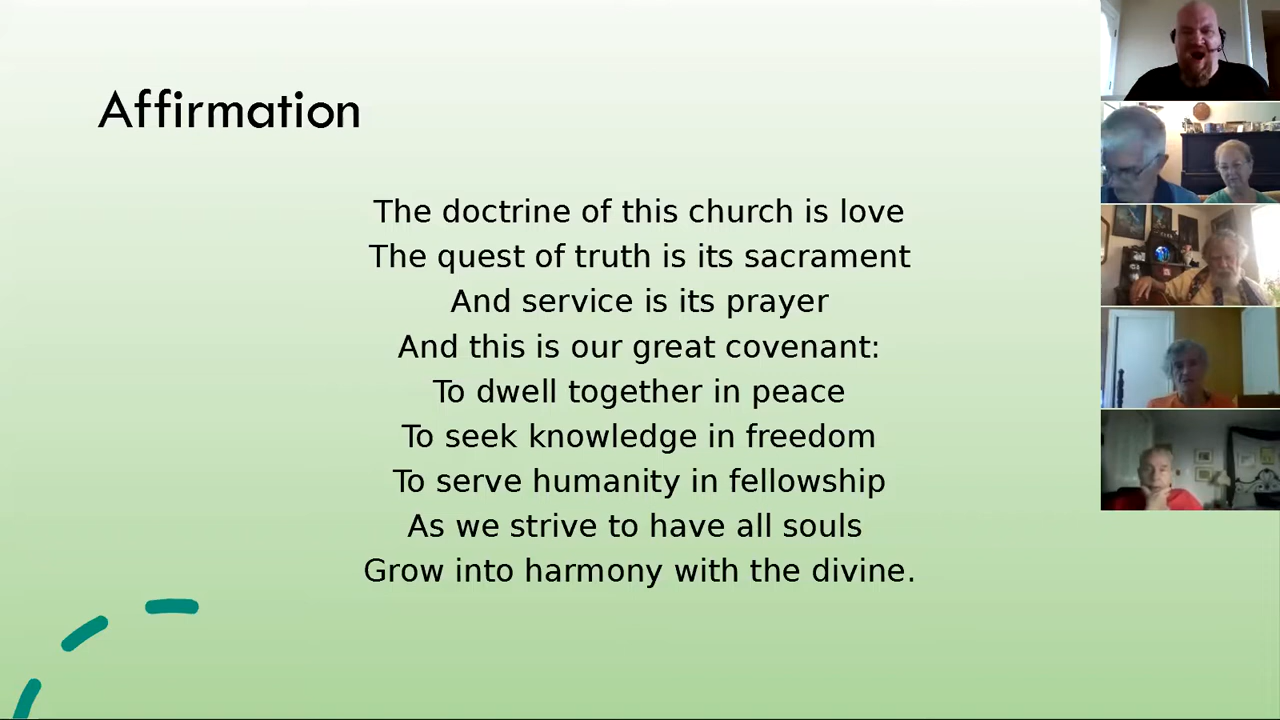 Affirmation
The doctrine of this church is love
The quest of truth is its sacrament
And service is its prayer
And this is our great covenant:
To dwell together in peace
To seek knowledge in freedom
To serve humanity in fellowship
As we strive to have all souls
Grow into harmony with the divine.